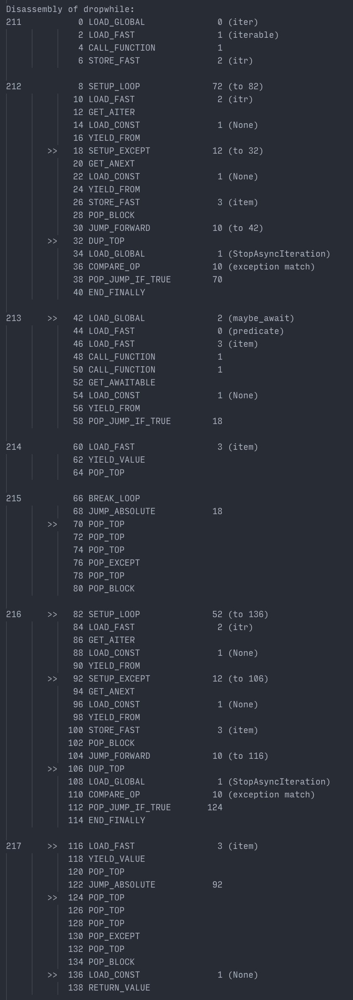 Disassembly of dropwhile:
211 0 LOAD_GLOBAL 0 (iter)
2 LOAD_FAST 1 (iterable)
4 CALL_FUNCTION 1
6 STORE_FAST 2 (itr)
212 8 SETUP_LOOP 72 (to 82)
10 LOAD_FAST 2 (itr)
12 GET_AITER
14 LOAD_CONST 1 (None)
16 YIELD_FROM
>> 18 SETUP_EXCEPT 12 (to 32)
20 GET_ANEXT
22 LOAD_CONST 1 (None)
24 YIELD_FROM
26 STORE_FAST 3 (item)
28 POP_BLOCK
30 JUMP_FORWARD 10 (to 42)
>> 32 DUP_TOP
34 LOAD_GLOBAL 1 (StopAsyncIteration)
36 COMPARE_OP 10 (exception match)
38 POP_JUMP_IF_TRUE 70
40 END_FINALLY
213 >> 42 LOAD_GLOBAL 2 (maybe_await)
44 LOAD_FAST 0 (predicate)
46 LOAD_FAST 3 (item)
48 CALL_FUNCTION 1
50 CALL_FUNCTION 1
52 GET_AWAITABLE
54 LOAD_CONST 1 (None)
56 YIELD_FROM
58 POP_JUMP_IF_TRUE 18
214 60 LOAD_FAST 3 (item)
62 YIELD_VALUE
64 POP_TOP
215 66 BREAK_LOOP
68 JUMP_ABSOLUTE 18
>> 70 POP_TOP
72 POP_TOP
74 POP_TOP
76 POP_EXCEPT
78 POP_TOP
80 POP_BLOCK
216 >> 82 SETUP_LOOP 52 (to 136)
84 LOAD_FAST 2 (itr)
86 GET_AITER
88 LOAD_CONST 1 (None)
90 YIELD_FROM
>> 92 SETUP_EXCEPT 12 (to 106)
94 GET_ANEXT
96 LOAD_CONST 1 (None)
98 YIELD_FROM
100 STORE_FAST 3 (item)
102 POP_BLOCK
104 JUMP_FORWARD 10 (to 116)
>> 106 DUP_TOP
108 LOAD_GLOBAL 1 (StopAsyncIteration)
110 COMPARE_OP 10 (exception match)
112 POP_JUMP_IF_TRUE 124
114 END_FINALLY
217 >> 116 LOAD_FAST 3 (item)
118 YIELD_VALUE
120 POP_TOP
122 JUMP_ABSOLUTE 92
>> 124 POP_TOP
126 POP_TOP
128 POP_TOP
130 POP_EXCEPT
132 POP_TOP
134 POP_BLOCK
>> 136 LOAD_CONST 1 (None)
138 RETURN_VALUE